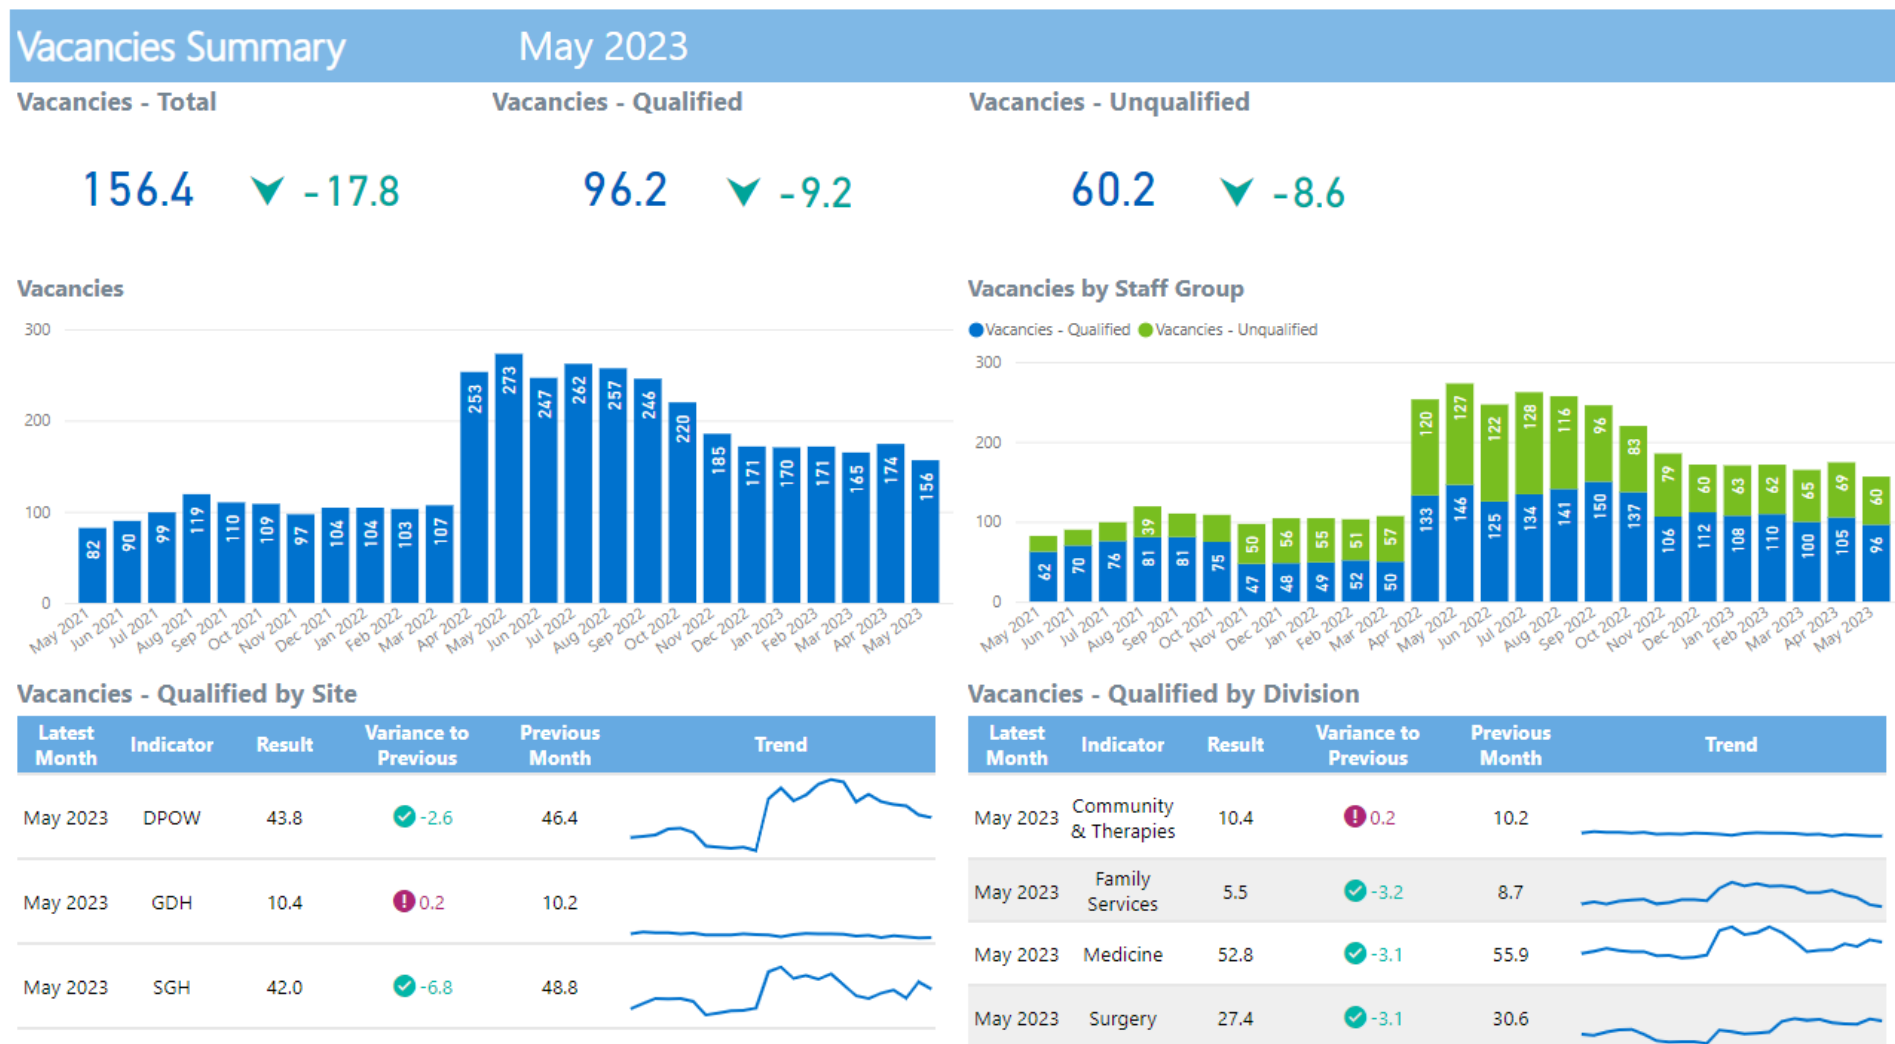 Vacancies Summary May 2023
Vacancies - Total
156.4 -17.8
Vacancies - Qualified
96.2 -9.2
Vacancies - Unqualified
60.2 -8.6
Vacancies
300
200
100
0
82 90 99 119 110 109 97 104 104 103 107 253 273 247 262 257 246 220 185 171 170 171 165 174 156
May 2021 Jun 2021 Jul 2021 Aug 2021 Sep 2021 Oct 2021 Nov 2021 Dec 2021 Jan 2022 Feb 2022 Mar 2022 Apr 2022 May 2022 Jun 2022 Jul 2022 Aug 2022 Sep 2022 Oct 2022 Nov 2022 Dec 2022 Jan 2023 Feb 2023 Mar 2023 Apr 2023 May 2023
Vacancies by Staff Group
Vacancies - Qualified Vacancies - Unqualified
300
200
100
0
39 50 56 55 51 57 120 127 122 128 116 96 83 79 60 63 62 65 69 60
62 70 76 81 81 75 47 48 49 52 50 133 146 125 134 141 150 137 106 112 108 110 100 105 96
May 2021 Jun 2021 Jul 2021 Aug 2021 Sep 2021 Oct 2021 Nov 2021 Dec 2021 Jan 2022 Feb 2022 Mar 2022 Apr 2022 May 2022 Jun 2022 Jul 2022 Aug 2022 Sep 2022 Oct 2022 Nov 2022 Dec 2022 Jan 2023 Feb 2023 Mar 2023 Apr 2023 May 2023
Vacancies - Qualified by Site
Latest Month Indicator Result Variance to Previous Previous Month Trend
May 2023 DPOW 43.8 -2.6 46.4
May 2023 GDH 10.4 0.2 10.2
May 2023 SGH 42.0 -6.8 48.8
Vacancies - Qualified by Division
Latest Month Indicator Result Variance to Previous Previous Month Trend
May 2023 Community & Therapies 10.4 0.2 10.2
May 2023 Family Services 5.5 -3.2 8.7
May 2023 Medicine 52.8 -3.1 55.9
May 2023 Surgery 27.4 -3.1 30.6